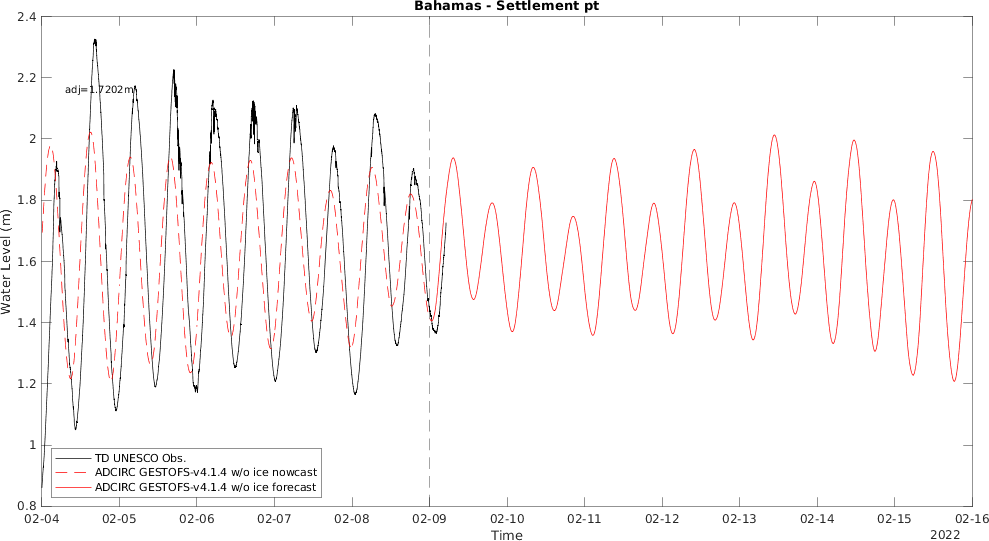 Bahamas - Settlement pt
2.4
2.2
2
1.8
1.6
1.4
1.2
1
0.8
Water Level (m)
adj=1.7202m
TD UNESCO Obs.
ADCIRC GESTOFS-v4.1.4 w/o ice nowcast
ADCIRC GESTOFS-v4.1.4 w/o ice forecast
02-04 02-05 02-06 02-07 02-08 02-09 02-10 02-11 02-12 02-13 02-14 02-15 02-16
Time
2022